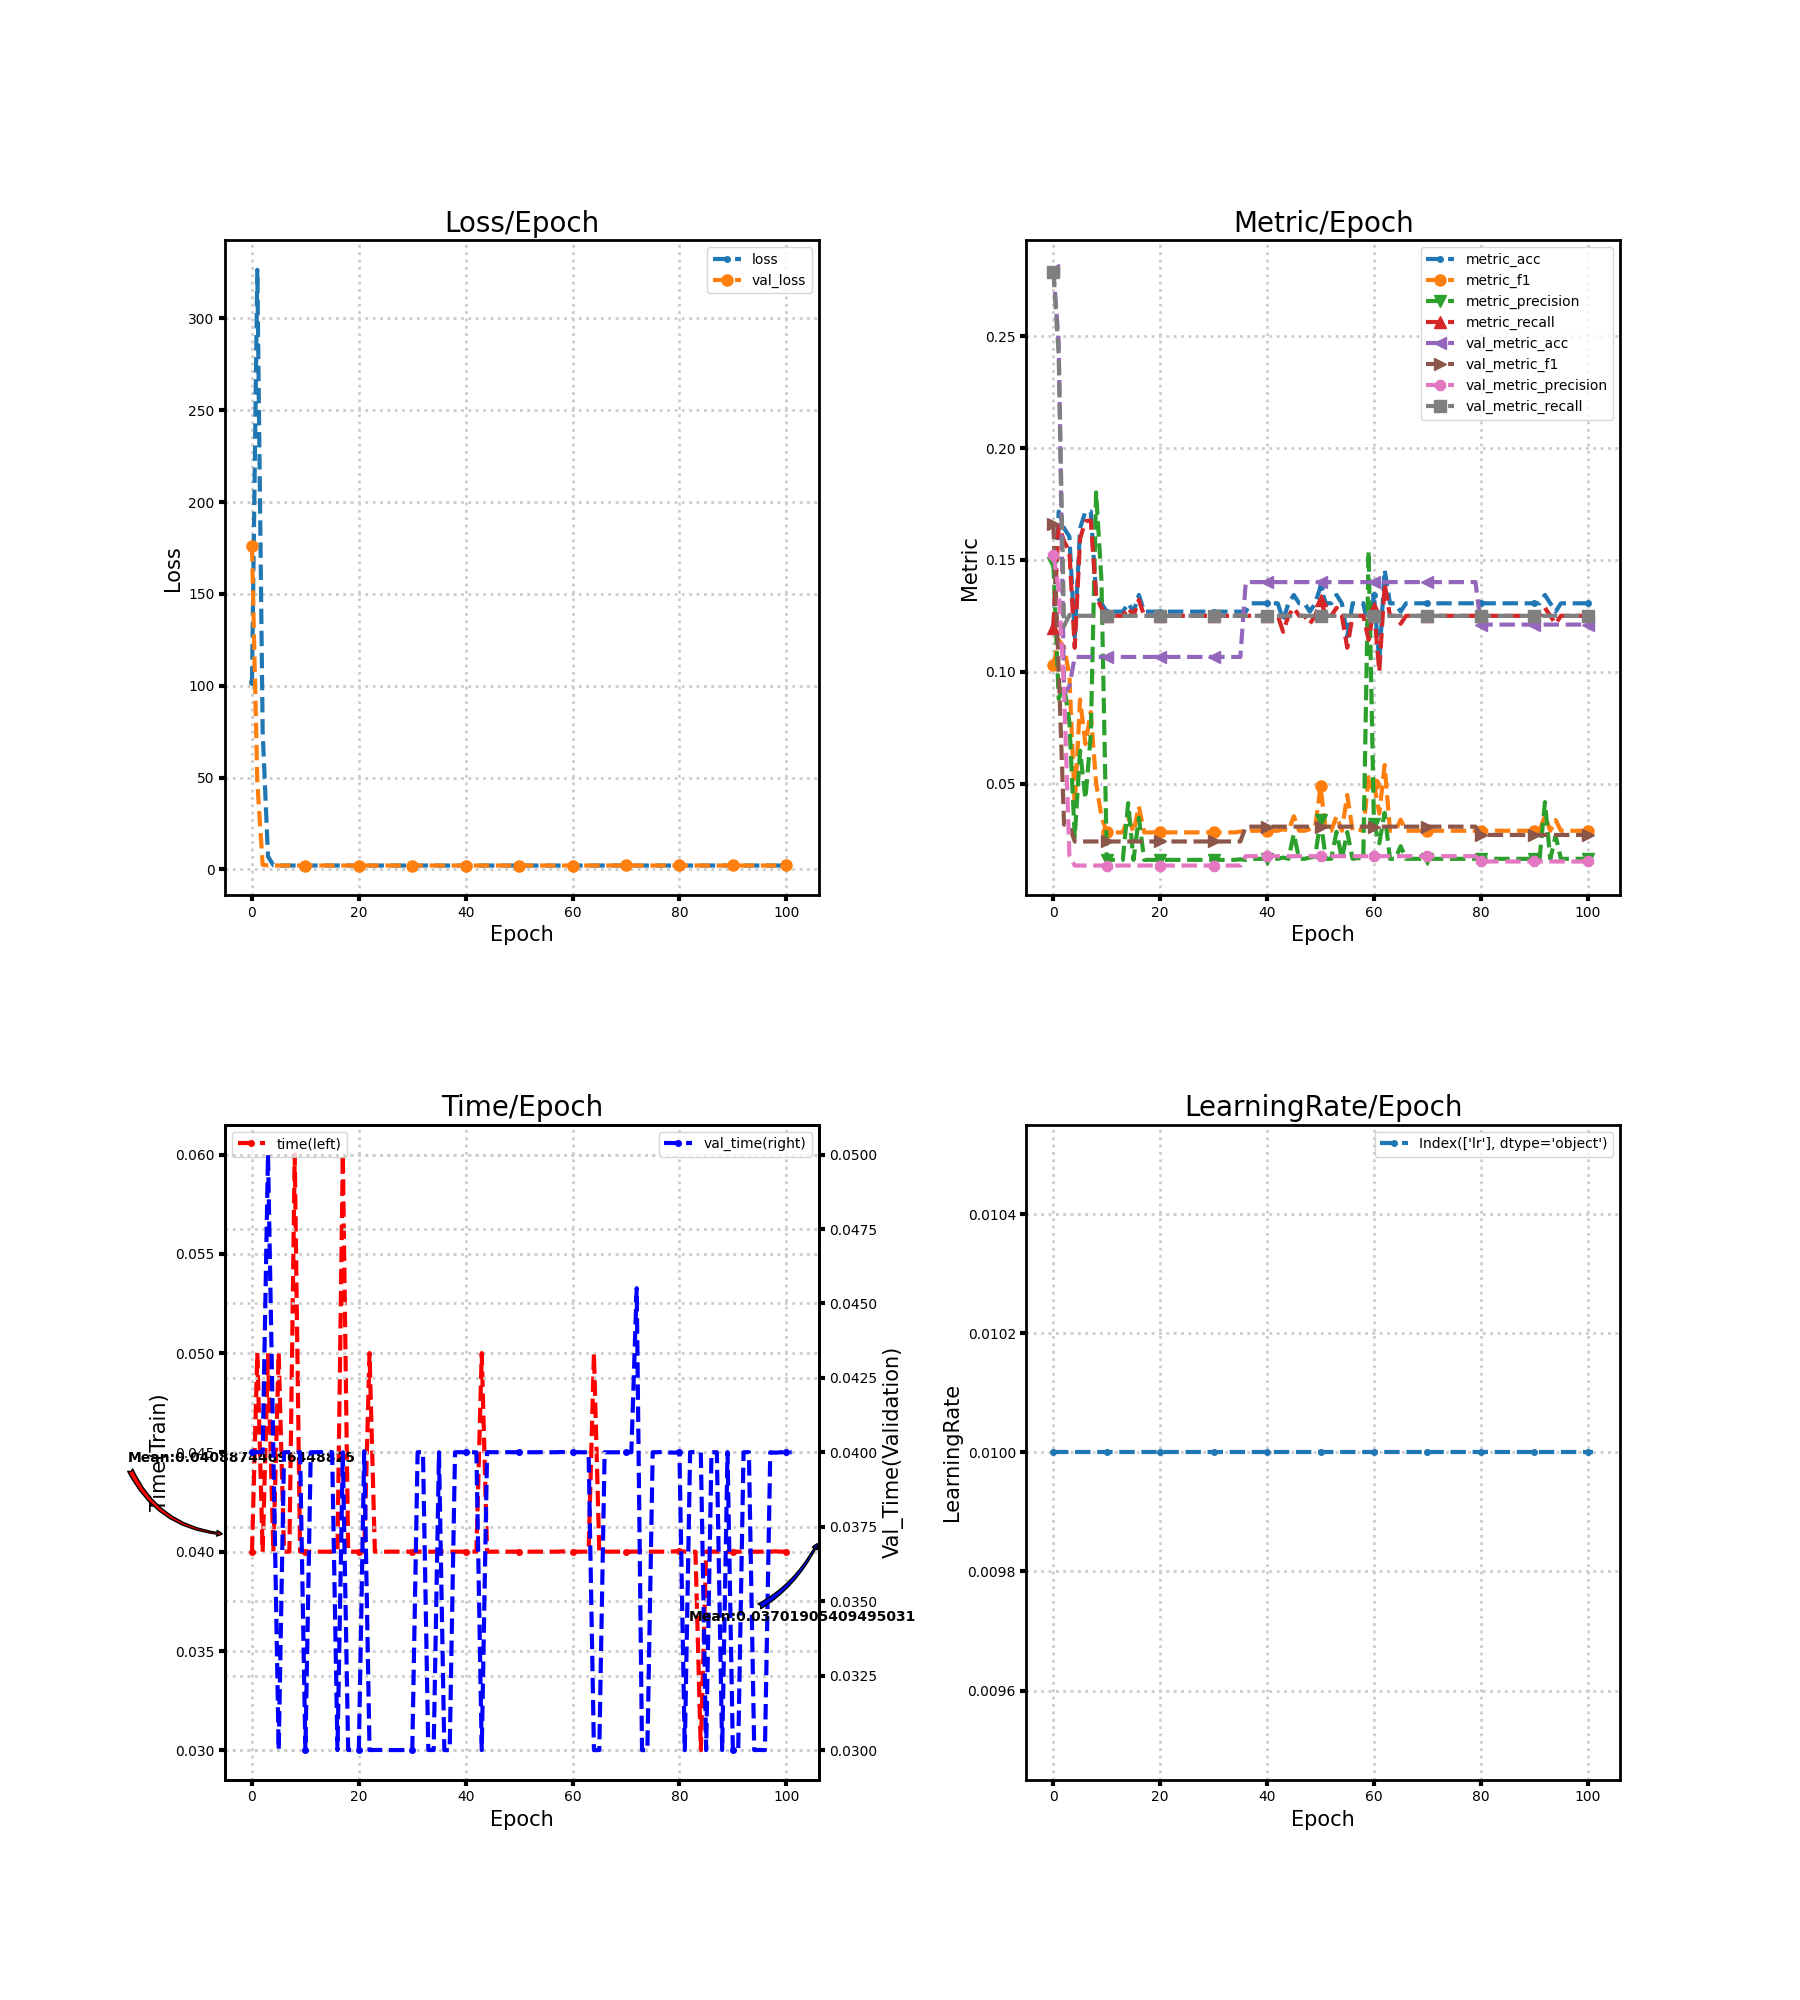 Loss/Epoch
loss
val_loss
300
250
200
150
100
50
0
Loss
0 20 40 60 80 100
Epoch
Metric/Epoch
metric_acc
metric_f1
metric_precision
metric_recall
val_metric_acc
val_metric_f1
val_metric_precision
val_metric_recall
0.25
0.20
0.15
0.10
0.05
Metric
0 20 40 60 80 100
Epoch
Time/Epoch
time(left)
val_time(right)
0.060
0.055
0.050
0.045
0.040
0.035
0.030
Time(Train)
0.0500
0.0475
0.0450
0.0425
0.0400
0.0375
0.0350
0.0325
0.0300
Val_Time(Validation)
Mean:0.03701905409495031
0 20 40 60 80 100
Epoch
LearningRate/Epoch
Index(['lr'], dtype='object')
0.0104
0.0102
0.0100
0.0098
0.0096
LearningRate
0 20 40 60 80 100
Epoch